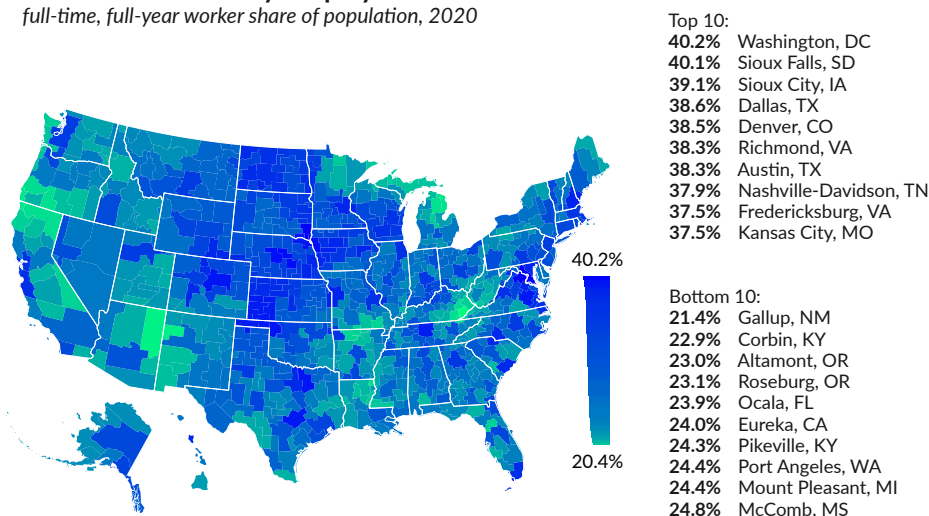 full-time, full-year worker share of population, 2020
Top 10:
40.2% Washington, DC
40.1% Sioux Falls, SD
39.1% Sioux City, IA
38.6% Dallas, TX
38.5% Denver, CO
38.3% Richmond, VA
38.3% Austin, TX
37.9% Nashville-Davidson, TN
37.5% Fredericksburg, VA
37.5% Kansas City, MO
40.2%
20.4%
Bottom 10:
21.4% Gallup, NM
22.9% Corbin, KY
23.0% Altamont, OR
23.1% Roseburg, OR
23.9% Ocala, FL
24.0% Eureka, CA
24.3% Pikeville, KY
24.4% Port Angeles, WA
24.4% Mount Pleasant, MI
24.8% McComb, MS